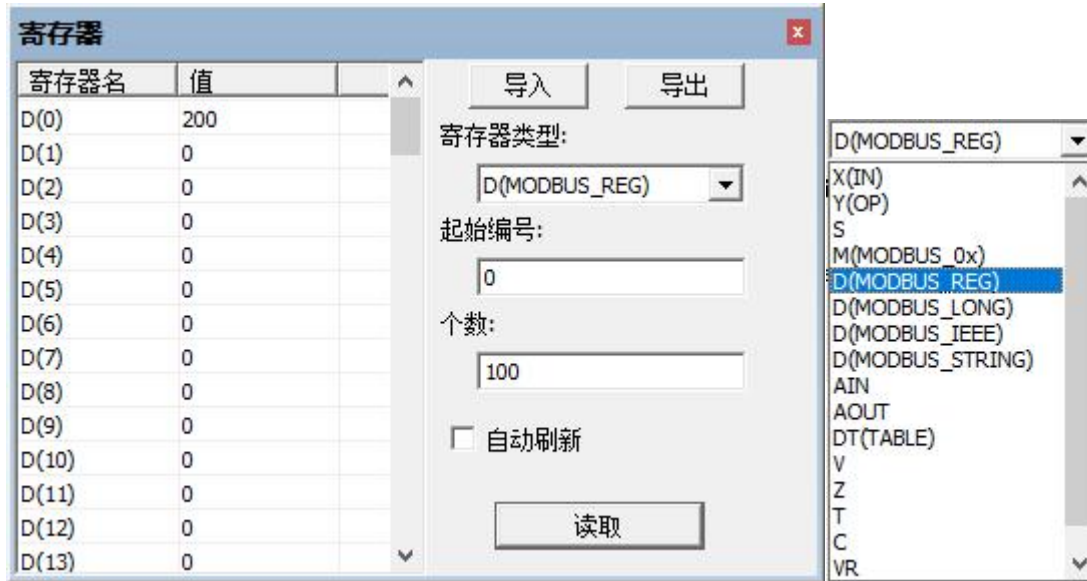 寄存器
寄存器名 值
D(0) 200
D(1) 0
D(2) 0
D(3) 0
D(4) 0
D(5) 0
D(6) 0
D(7) 0
D(8) 0
D(9) 0
D(10) 0
D(11) 0
D(12) 0
D(13) 0
导入 导出
寄存器类型:
D(MODBUS_REG)
起始编号:
0
个数:
100
自动刷新
读取
D(MODBUS_REG)
X(IN)
Y(OP)
S
M(MODBUS_0x)
D(MODBUS_REG)
D(MODBUS_LONG)
D(MODBUS_IEEE)
D(MODBUS_STRING)
AIN
AOUT
DT(TABLE)
V
Z
T
C
VR